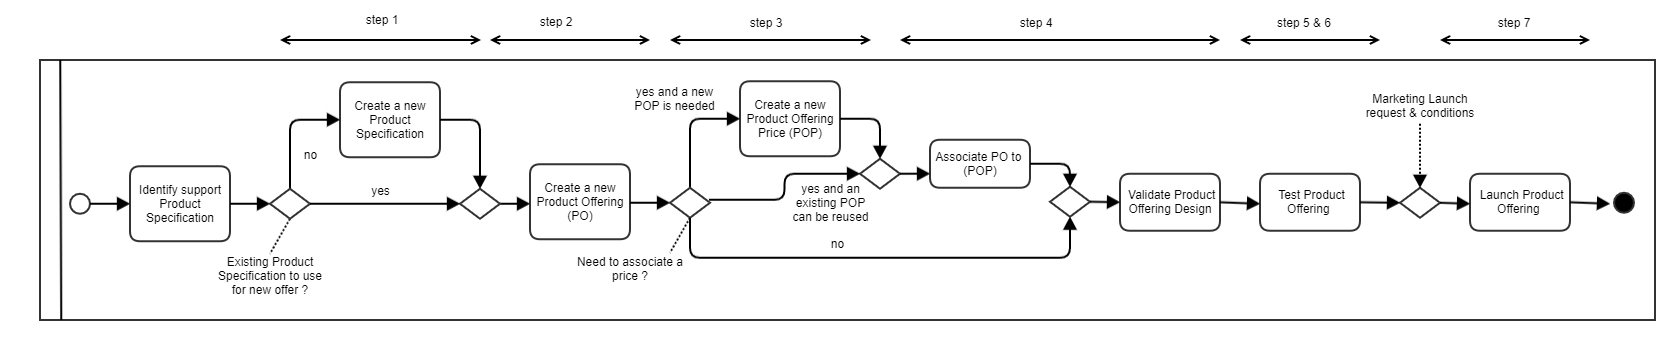 step 1
step 2
step 3
step 4
step 5 & 6
step 7
Identify support
Product
Specification
Existing Product
Specification to use
for new offer ?
no
yes
Create a new
Product
Specification
Create a new
Product Offering
(PO)
Need to associate a
price ?
yes and a new
POP is needed
Create a new
Product Offering
Price (POP)
yes and an
existing POP
can be reused
no
Associate PO to
(POP)
Validate Product
Offering Design
Test Product
Offering
Marketing Launch
request & conditions
Launch Product
Offering